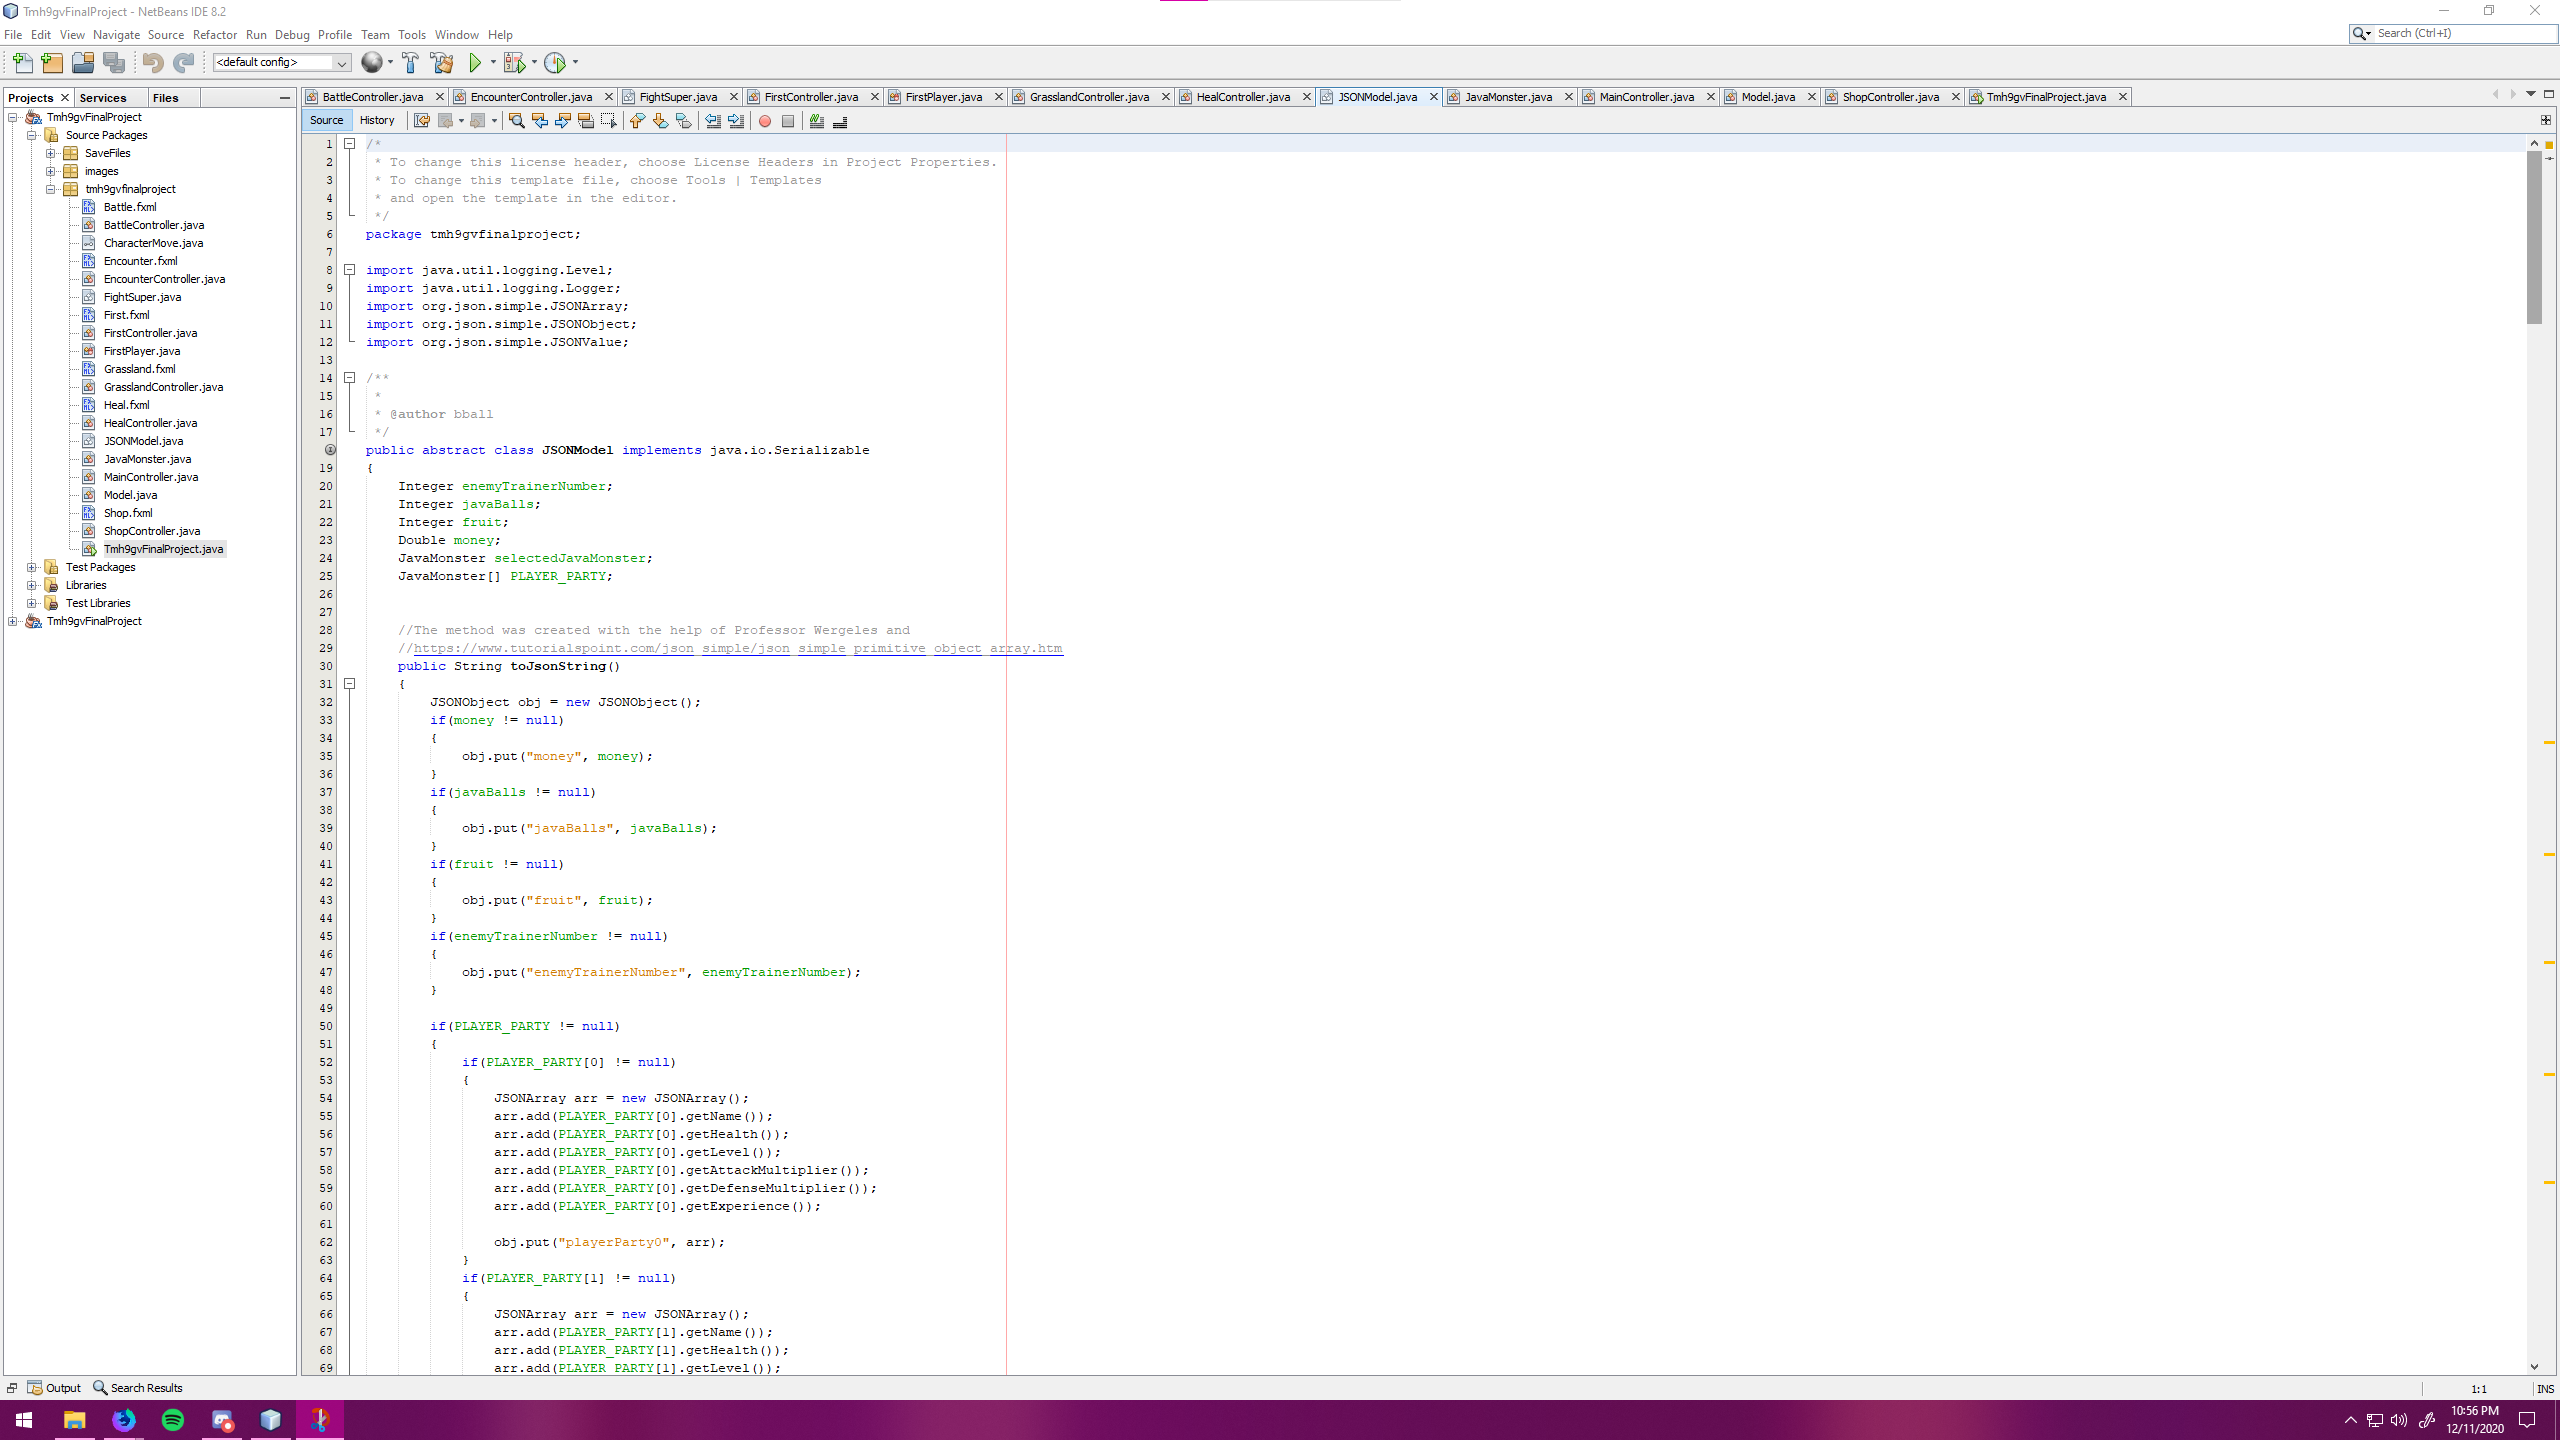 Tmh9gvFinalProject - NetBeans IDE 8.2
File Edit View Navigate Source Refactor Run Debug Profile Team Tools Window Help
Search (Ctrl+I)
<default config>
Projects Services Files
BattleController.java EncounterController.java FightSuper.java FirstController.java FirstPlayer.java GrasslandController.java HealController.java JSONModel.java JavaMonster.java MainController.java Model.java ShopController.java Tmh9gvFinalProject.java
Source History
Tmh9gvFinalProject
Source Packages
SaveFiles
images
tmh9gvfinalproject
Battle.fxml
BattleController.java
CharacterMove.java
Encounter.fxml
EncounterController.java
FightSuper.java
First.fxml
FirstController.java
FirstPlayer.java
Grassland.fxml
GrasslandController.java
Heal.fxml
HealController.java
JSONModel.java
JavaMonster.java
MainController.java
Model.java
Shop.fxml
ShopController.java
Tmh9gvFinalProject.java
Test Packages
Libraries
Test Libraries
Tmh9gvFinalProject
1 /*
2 * To change this license header, choose License Headers in Project Properties.
3 * To change this template file, choose Tools | Templates
4 * and open the template in the editor.
5 */
6 package tmh9gvfinalproject;
7
8 import java.util.logging.Level;
9 import java.util.logging.Logger;
10 import org.json.simple.JSONArray;
11 import org.json.simple.JSONObject;
12 import org.json.simple.JSONValue;
13
14 /**
15 *
16 * @author bball
17 */
public abstract class JSONModel implements java.io.Serializable
19 {
20 Integer enemyTrainerNumber;
21 Integer javaBalls;
22 Integer fruit;
23 Double money;
24 JavaMonster selectedJavaMonster;
25 JavaMonster[] PLAYER_PARTY;
26
27
28 //The method was created with the help of Professor Wergeles and
29 //https://www.tutorialspoint.com/json_simple/json_simple_primitive_object_array.htm
30 public String toJsonString()
31 {
32 JSONObject obj = new JSONObject();
33 if(money != null)
34 {
35 obj.put("money", money);
36 }
37 if(javaBalls != null)
38 {
39 obj.put("javaBalls", javaBalls);
40 }
41 if(fruit != null)
42 {
43 obj.put("fruit", fruit);
44 }
45 if(enemyTrainerNumber != null)
46 {
47 obj.put("enemyTrainerNumber", enemyTrainerNumber);
48 }
49
50 if(PLAYER_PARTY != null)
51 {
52 if(PLAYER_PARTY[0] != null)
53 {
54 JSONArray arr = new JSONArray();
55 arr.add(PLAYER_PARTY[0].getName());
56 arr.add(PLAYER_PARTY[0].getHealth());
57 arr.add(PLAYER_PARTY[0].getLevel());
58 arr.add(PLAYER_PARTY[0].getAttackMultiplier());
59 arr.add(PLAYER_PARTY[0].getDefenseMultiplier());
60 arr.add(PLAYER_PARTY[0].getExperience());
61
62 obj.put("playerParty0", arr);
63 }
64 if(PLAYER_PARTY[1] != null)
65 {
66 JSONArray arr = new JSONArray();
67 arr.add(PLAYER_PARTY[1].getName());
68 arr.add(PLAYER_PARTY[1].getHealth());
69 arr.add(PLAYER_PARTY[1].getLevel());
Output Search Results
1:1 INS
10:56 PM
12/11/2020